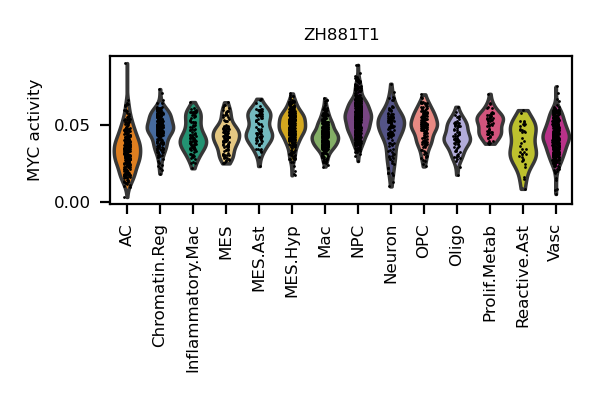 ZH881T1
MYC activity
0.05
0.00
AC
Chromatin.Reg
Inflammatory.Mac
MES
MES.Ast
MES.Hyp
Mac
NPC
Neuron
OPC
Oligo
Prolif.Metab
Reactive.Ast
Vasc